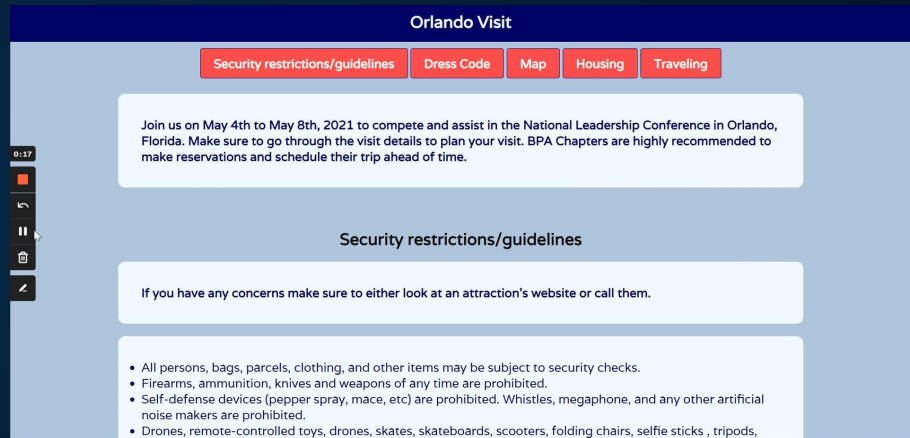 Orlando Visit
Security restrictions/guidelines Dress Code Map Housing Traveling
Join us on May 4th to May 8th, 2021 to compete and assist in the National Leadership Conference in Orlando,
Florida. Make sure to go through the visit details to plan your visit. BPA Chapters are highly recommended to
make reservations and schedule their trip ahead of time.
0:17
Security restrictions/guidelines
If you have any concerns make sure to either look at an attraction's website or call them.
• All persons, bags, parcels, clothing, and other items may be subject to security checks.
• Firearms, ammunition, knives and weapons of any time are prohibited.
• Self-defense devices (pepper spray, mace, etc) are prohibited. Whistles, megaphone, and any other artificial
noise makers are prohibited.
• Drones, remote-controlled toys, drones, skates, skateboards, scooters, folding chairs, selfie sticks , tripods,